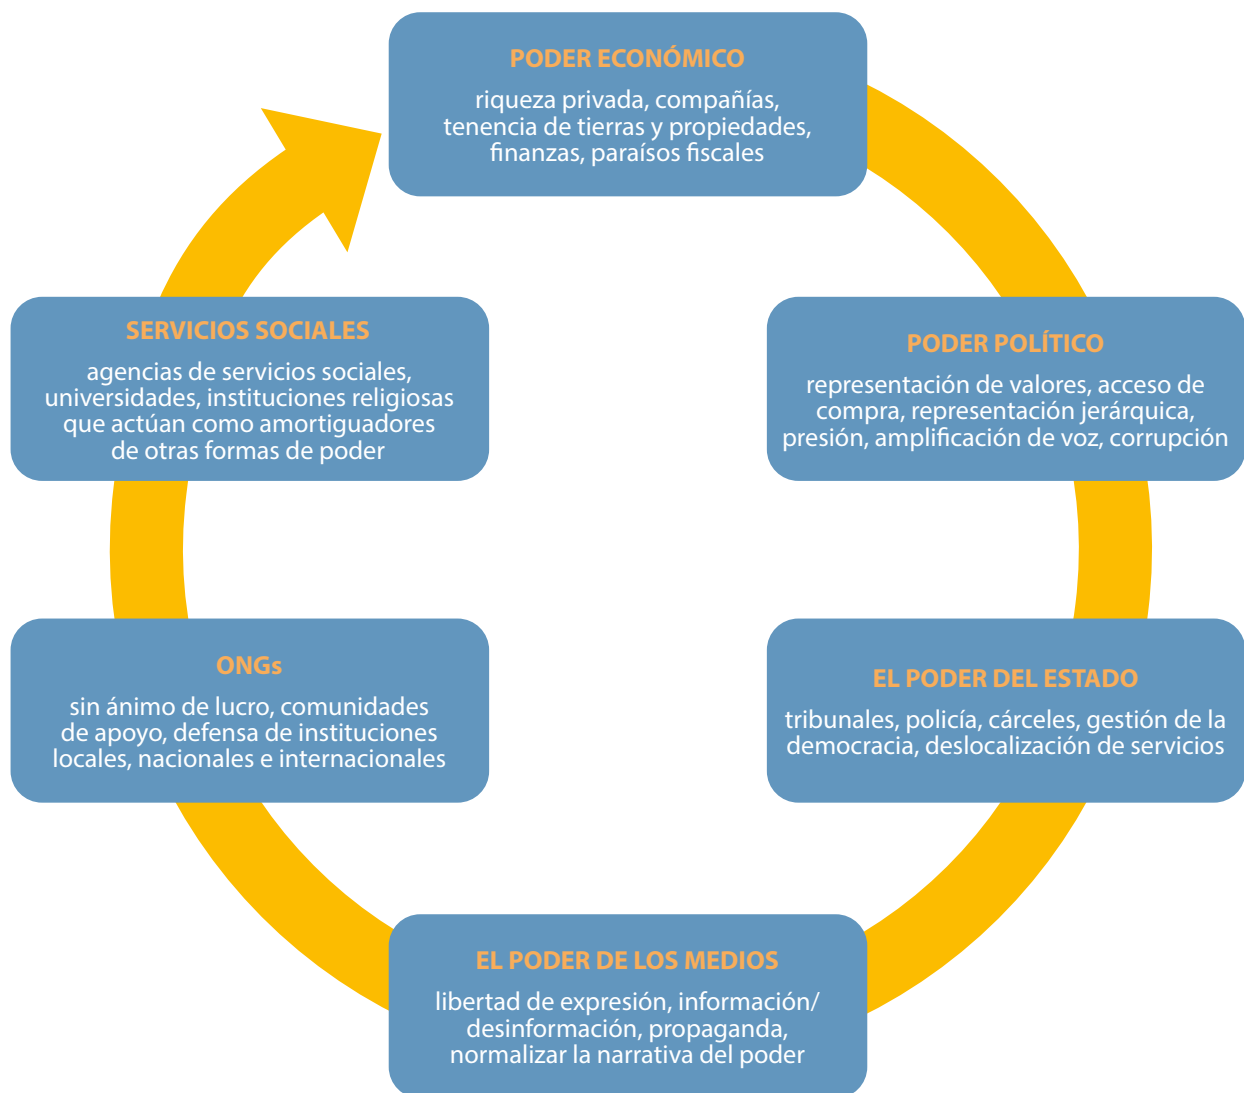 PODER ECONÓMICO
riqueza privada, compañías,
tenencia de tierras y propiedades,
finanzas, paraísos fiscales
PODER POLÍTICO
representación de valores, acceso de
compra, representación jerárquica,
presión, amplificación de voz, corrupción
EL PODER DEL ESTADO
tribunales, policía, cárceles, gestión de la
democracia, deslocalización de servicios
EL PODER DE LOS MEDIOS
libertad de expresión, información/
desinformación, propaganda,
normalizar la narrativa del poder
ONGs
sin ánimo de lucro, comunidades
de apoyo, defensa de instituciones
locales, nacionales e internacionales
SERVICIOS SOCIALES
agencias de servicios sociales,
universidades, instituciones religiosas
que actúan como amortiguadores
de otras formas de poder